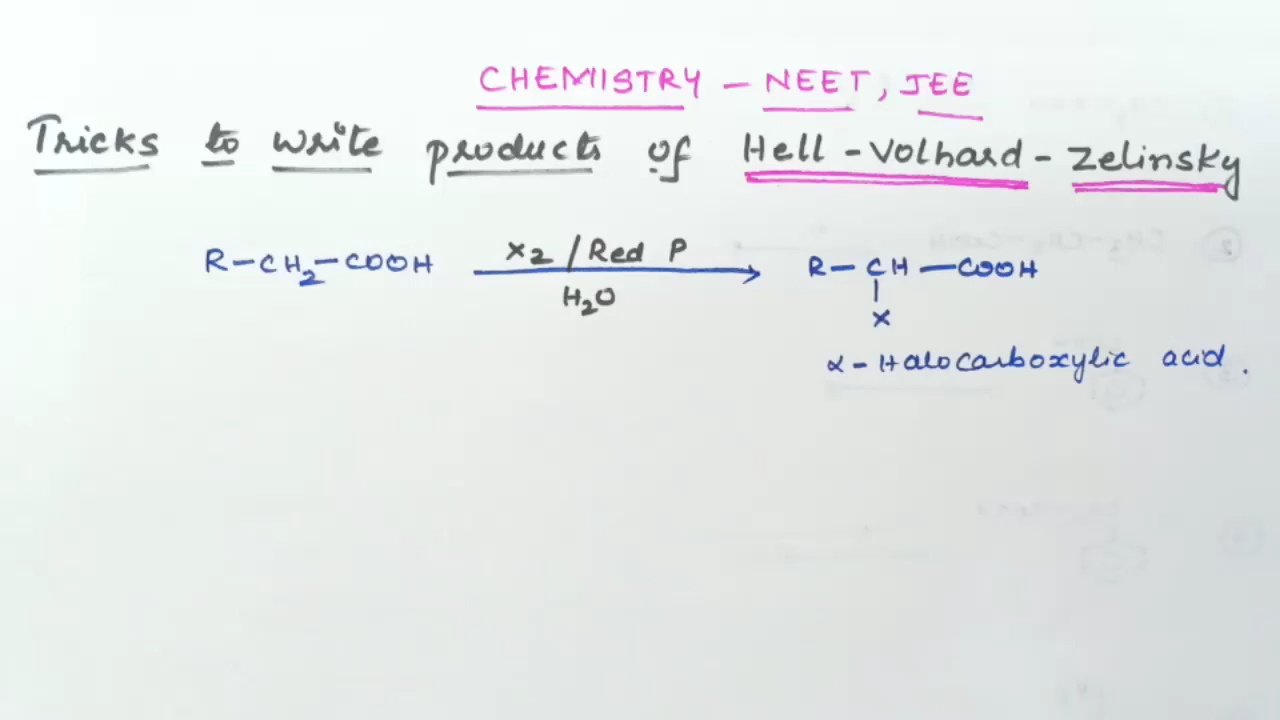 CHEMISTRY - NEET, JEE
Tricks to write products of Hell-Volhard-Zelinsky
R-CH2-COOH X2/Red P R-CH-COOH
H2O X
α-Halocarboxylic acid.